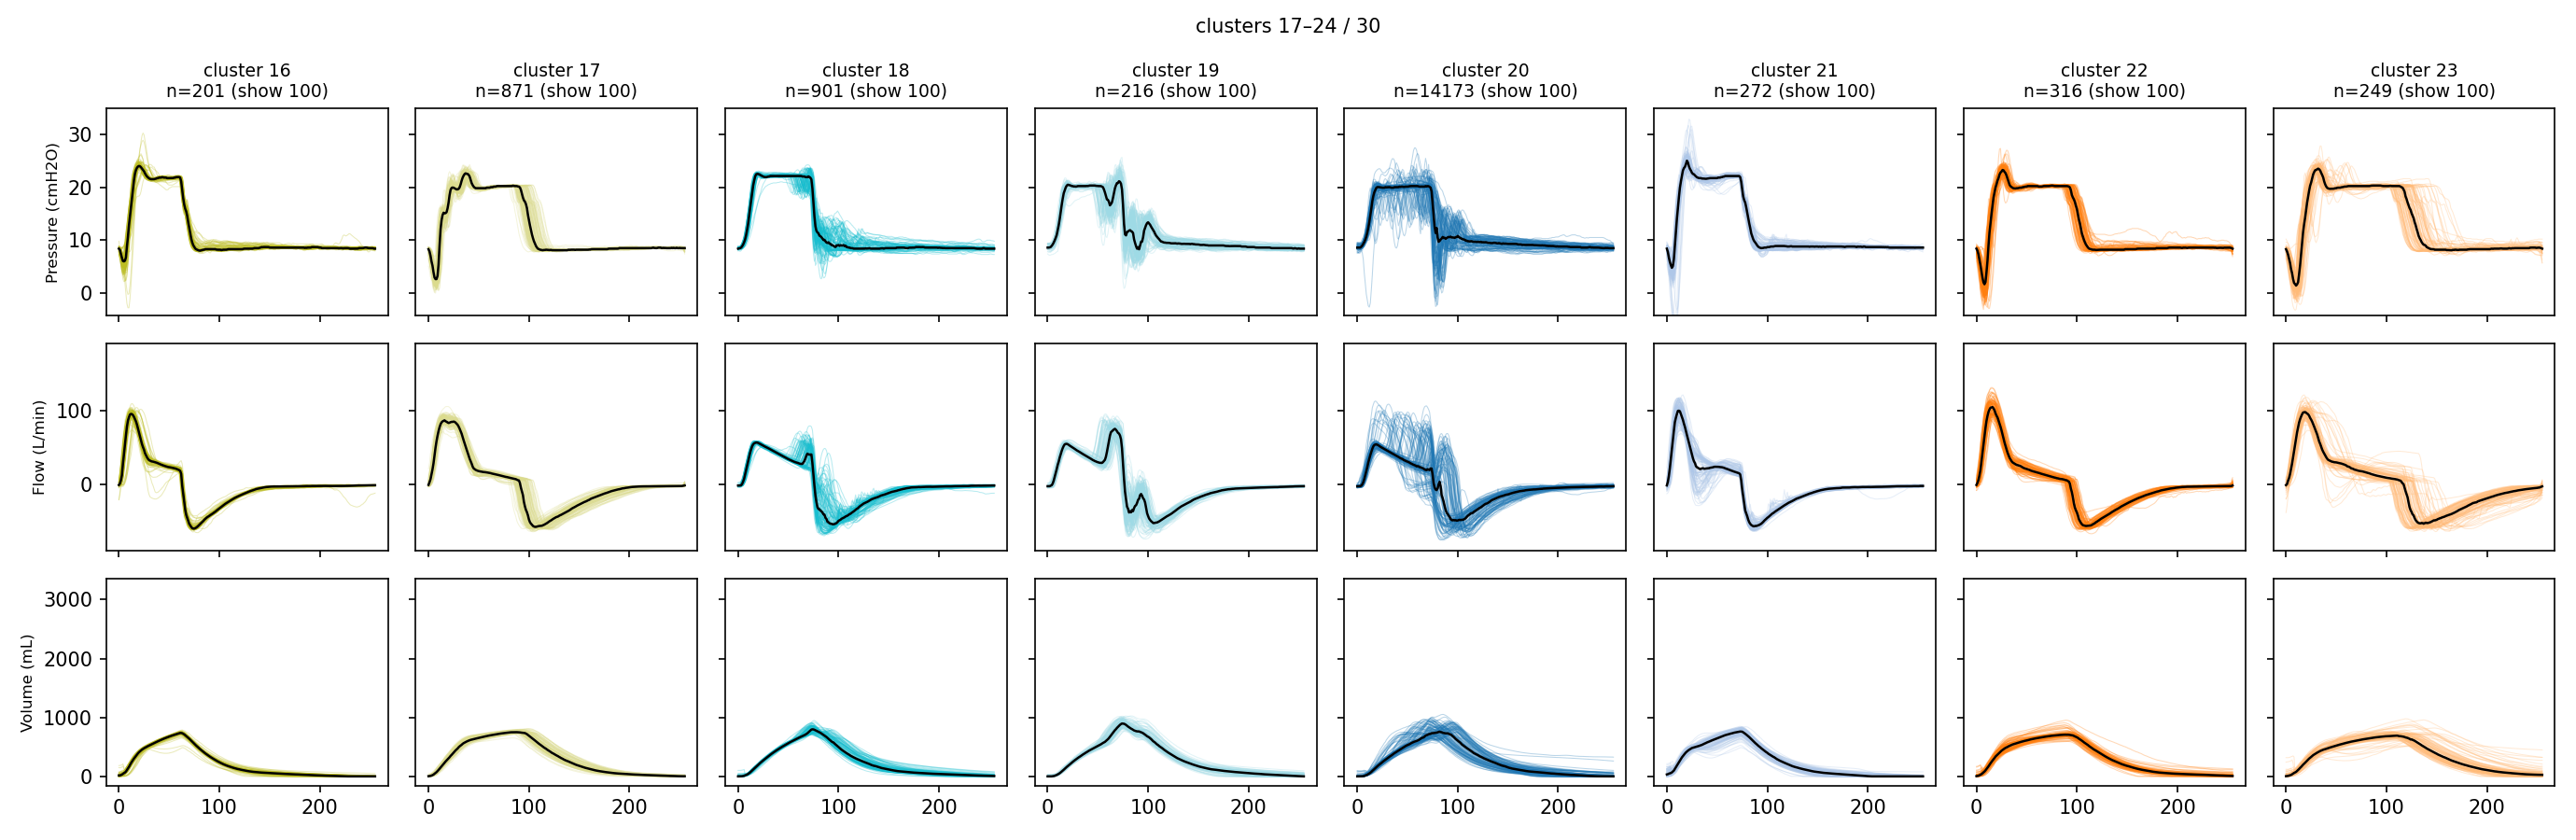 clusters 17–24 / 30
cluster 16
n=201 (show 100)
cluster 17
n=871 (show 100)
cluster 18
n=901 (show 100)
cluster 19
n=216 (show 100)
cluster 20
n=14173 (show 100)
cluster 21
n=272 (show 100)
cluster 22
n=316 (show 100)
cluster 23
n=249 (show 100)
Pressure (cmH2O)
30
20
10
0
Flow (L/min)
100
0
Volume (mL)
3000
2000
1000
0
0 100 200
0 100 200
0 100 200
0 100 200
0 100 200
0 100 200
0 100 200
0 100 200